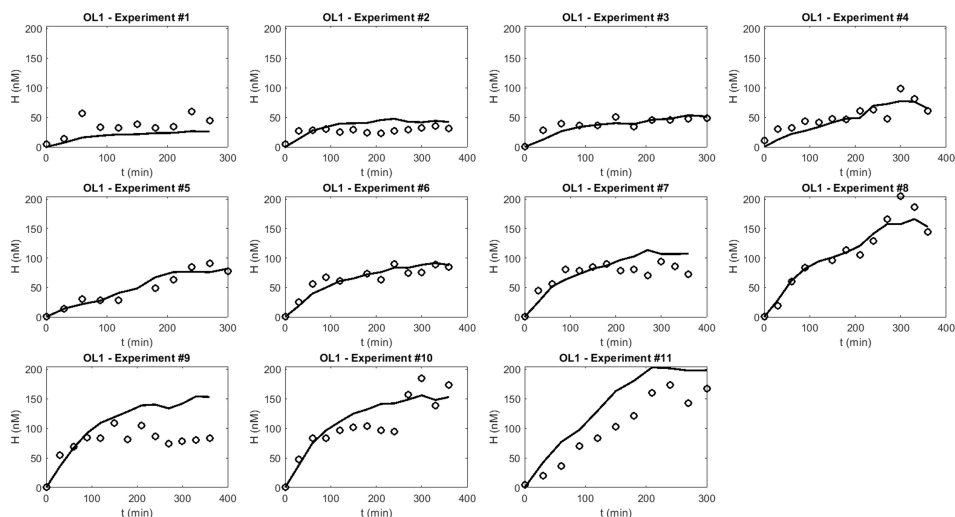 OL1 - Experiment #1
OL1 - Experiment #2
OL1 - Experiment #3
OL1 - Experiment #4
200
150
100
50
0
H (nM)
0 100 200 300
t (min)
200
150
100
50
0
H (nM)
0 100 200 300 400
t (min)
200
150
100
50
0
H (nM)
0 100 200 300
t (min)
200
150
100
50
0
H (nM)
0 100 200 300 400
t (min)
OL1 - Experiment #5
OL1 - Experiment #6
OL1 - Experiment #7
OL1 - Experiment #8
200
150
100
50
0
H (nM)
0 100 200 300
t (min)
200
150
100
50
0
H (nM)
0 100 200 300 400
t (min)
200
150
100
50
0
H (nM)
0 100 200 300 400
t (min)
200
150
100
50
0
H (nM)
0 100 200 300 400
t (min)
OL1 - Experiment #9
OL1 - Experiment #10
OL1 - Experiment #11
200
150
100
50
0
H (nM)
0 100 200 300 400
t (min)
200
150
100
50
0
H (nM)
0 100 200 300 400
t (min)
200
150
100
50
0
H (nM)
0 100 200 300
t (min)